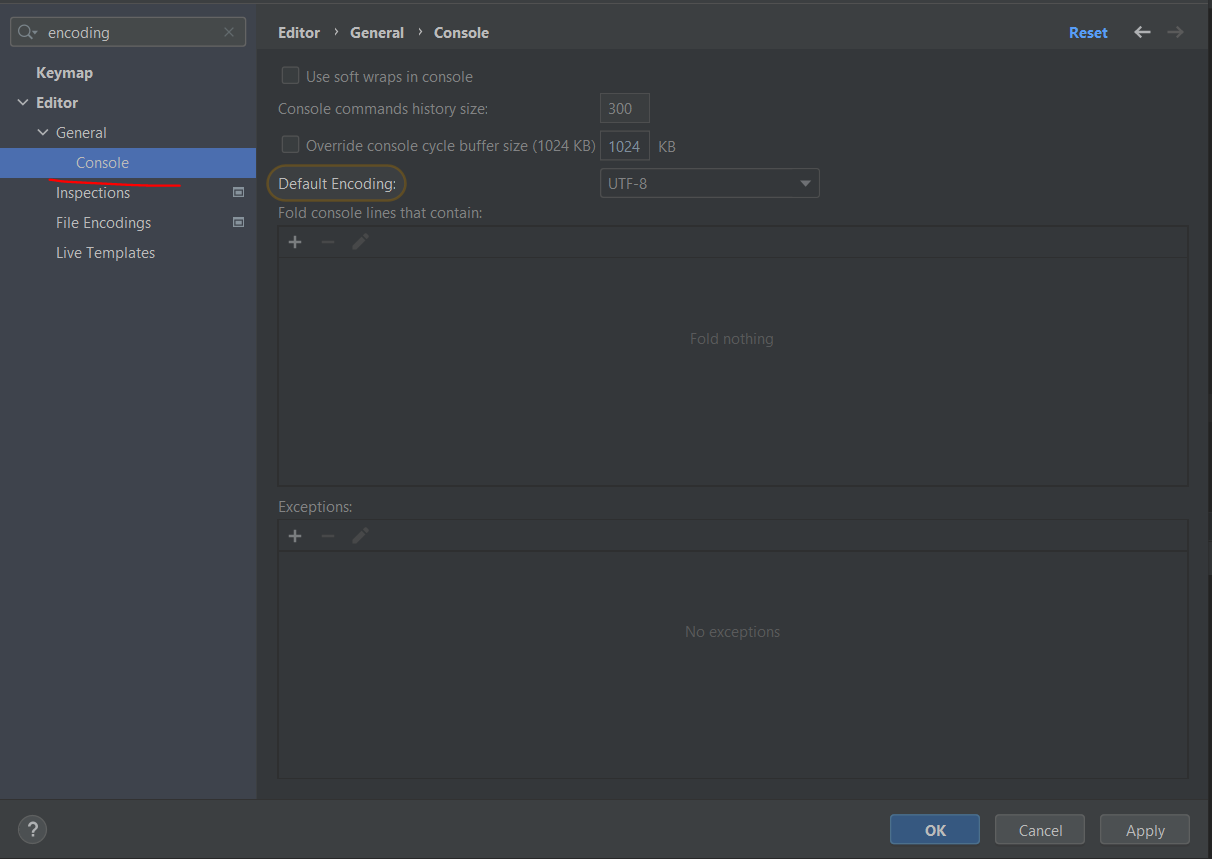 encoding
Keymap
Editor
General
Console
Inspections
File Encodings
Live Templates
Editor › General › Console
Reset
Use soft wraps in console
Console commands history size: 300
Override console cycle buffer size (1024 KB) 1024 KB
Default Encoding: UTF-8
Fold console lines that contain:
Fold nothing
Exceptions:
No exceptions
?
OK
Cancel
Apply